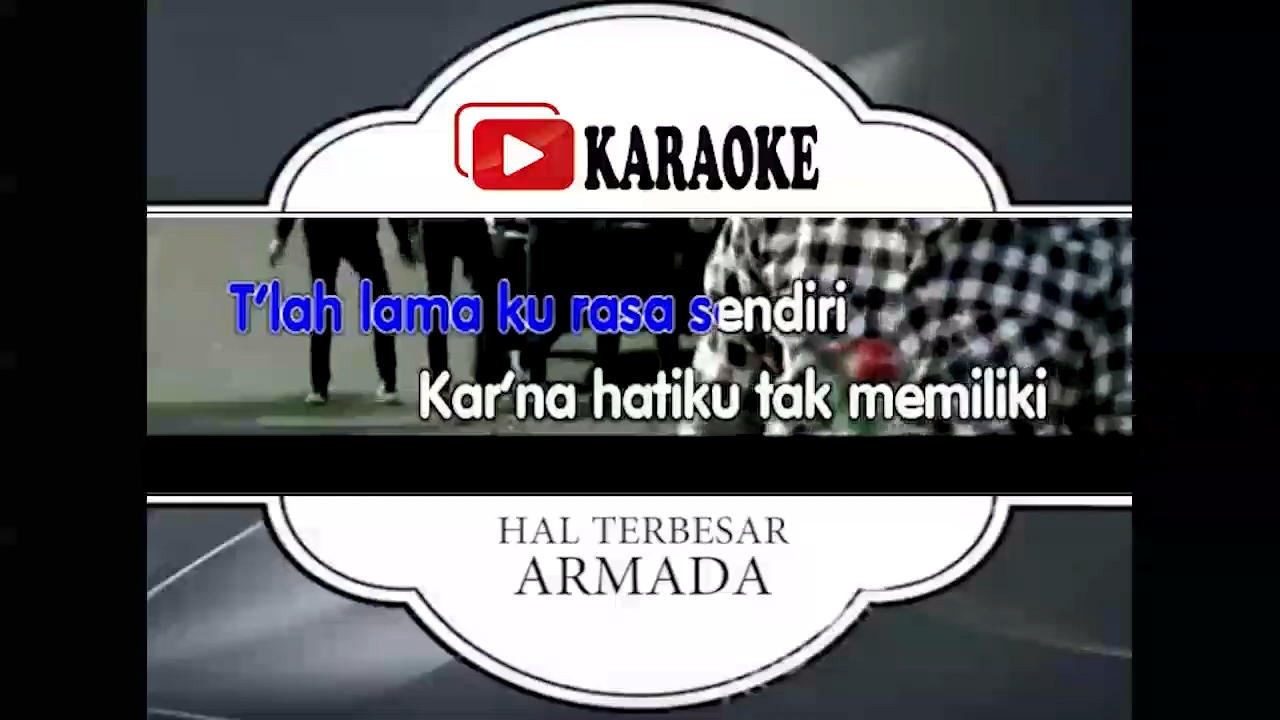 KARAOKE
T'lah lama ku rasa sendiri
Kar'na hatiku tak memiliki
HAL TERBESAR
ARMADA